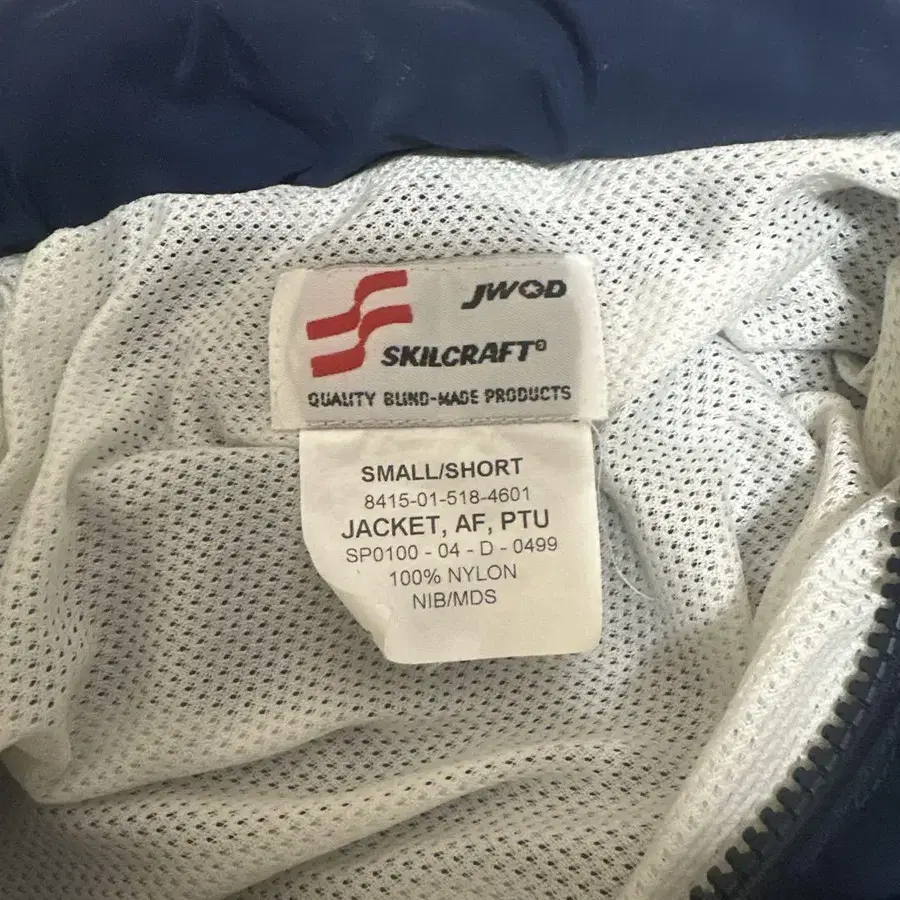 JWOD
SKILCRAFT®
QUALITY BLIND-MADE PRODUCTS
SMALL/SHORT
8415-01-518-4601
JACKET, AF, PTU
SP0100 - 04 - D - 0499
100% NYLON
NIB/MDS